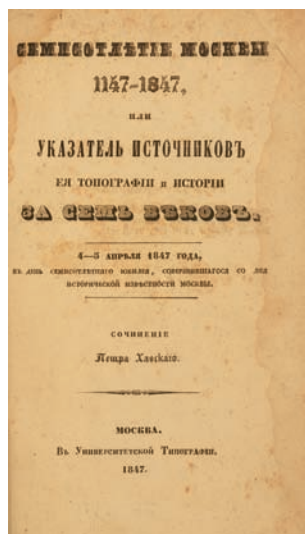 СЕМИСОТЛѢТІЕ МОСКВЫ
1147-1847,
ИЛИ
УКАЗАТЕЛЬ ИСТОЧНИКОВЪ
ЕЯ ТОПОГРАФІИ и ИСТОРІИ
ЗА СЕМЬ ВѢКОВЪ.
4—5 АПРѢЛЯ 1847 ГОДА,
ВЪ ДЕНЬ СЕМИСОТЛѢТНЯГО ЮБИЛЕЯ, СОВЕРШИВШАГОСЯ СО ДНЯ
ИСТОРИЧЕСКОЙ ИЗВѢСТНОСТИ МОСКВЫ.
СОЧИНЕНІЕ
Петра Хавскаго.
МОСКВА.
Въ Университетской Типографіи.
1847.